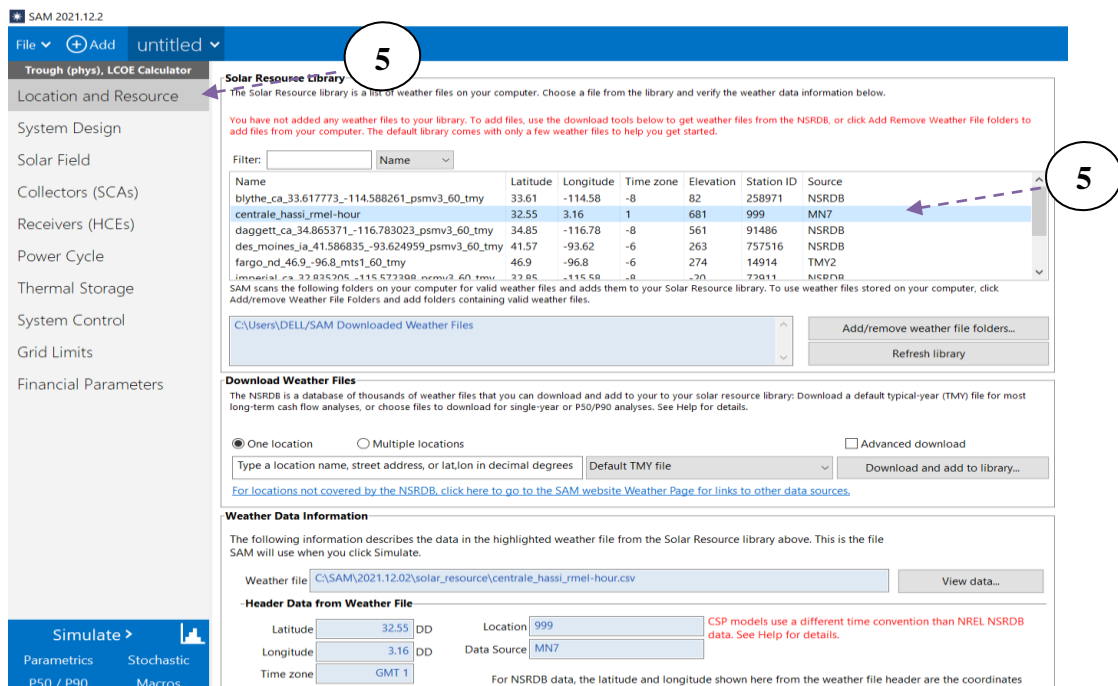 SAM 2021.12.2
File Add untitled
5
Trough (phys), LCOE Calculator
Location and Resource
System Design
Solar Field
Collectors (SCAs)
Receivers (HCEs)
Power Cycle
Thermal Storage
System Control
Grid Limits
Financial Parameters
Simulate >
Parametrics Stochastic
P50 / P90 Macros
Solar Resource Library
The Solar Resource library is a list of weather files on your computer. Choose a file from the library and verify the weather data information below.
You have not added any weather files to your library. To add files, use the download tools below to get weather files from the NSRDB, or click Add Remove Weather File folders to
add files from your computer. The default library comes with only a few weather files to help you get started.
Filter: Name
Name Latitude Longitude Time zone Elevation Station ID Source
blythe_ca_33.617773_-114.588261_psmv3_60_tmy 33.61 -114.58 -8 82 258971 NSRDB
centrale_hassi_rmel-hour 32.55 3.16 1 681 999 MN7
daggett_ca_34.865371_-116.783023_psmv3_60_tmy 34.85 -116.78 -8 561 91486 NSRDB
des_moines_ia_41.586835_-93.624959_psmv3_60_tmy 41.57 -93.62 -6 263 757516 NSRDB
fargo_nd_46.9_-96.8_mts1_60_tmy 46.9 -96.8 -6 274 14914 TMY2
imperial_ca_32.835205_-115.572398_psmv3_60_tmy 32.85 -115.58 -8 -20 72911 NSRDB
5
SAM scans the following folders on your computer for valid weather files and adds them to your Solar Resource library. To use weather files stored on your computer, click
Add/remove Weather File Folders and add folders containing valid weather files.
C:\Users\DELL/SAM Downloaded Weather Files
Add/remove weather file folders...
Refresh library
Download Weather Files
The NSRDB is a database of thousands of weather files that you can download and add to your to your solar resource library: Download a default typical-year (TMY) file for most
long-term cash flow analyses, or choose files to download for single-year or P50/P90 analyses. See Help for details.
One location Multiple locations Advanced download
Type a location name, street address, or lat,lon in decimal degrees Default TMY file Download and add to library...
For locations not covered by the NSRDB, click here to go to the SAM website Weather Page for links to other data sources.
Weather Data Information
The following information describes the data in the highlighted weather file from the Solar Resource library above. This is the file
SAM will use when you click Simulate.
Weather file C:\SAM\2021.12.02\solar_resource\centrale_hassi_rmel-hour.csv View data...
Header Data from Weather File
Latitude 32.55 DD Location 999
Longitude 3.16 DD Data Source MN7
Time zone GMT 1
CSP models use a different time convention than NREL NSRDB
data. See Help for details.
For NSRDB data, the latitude and longitude shown here from the weather file header are the coordinates